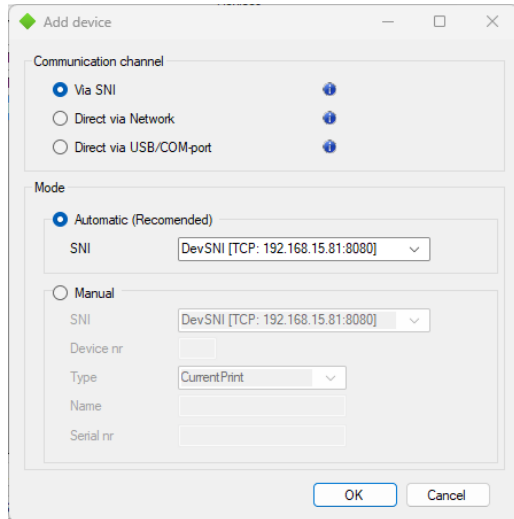 Add device
Communication channel
Via SNI
Direct via Network
Direct via USB/COM-port
Mode
Automatic (Recomended)
SNI DevSNI [TCP: 192.168.15.81:8080]
Manual
SNI DevSNI [TCP: 192.168.15.81:8080]
Device nr
Type CurrentPrint
Name
Serial nr
OK Cancel